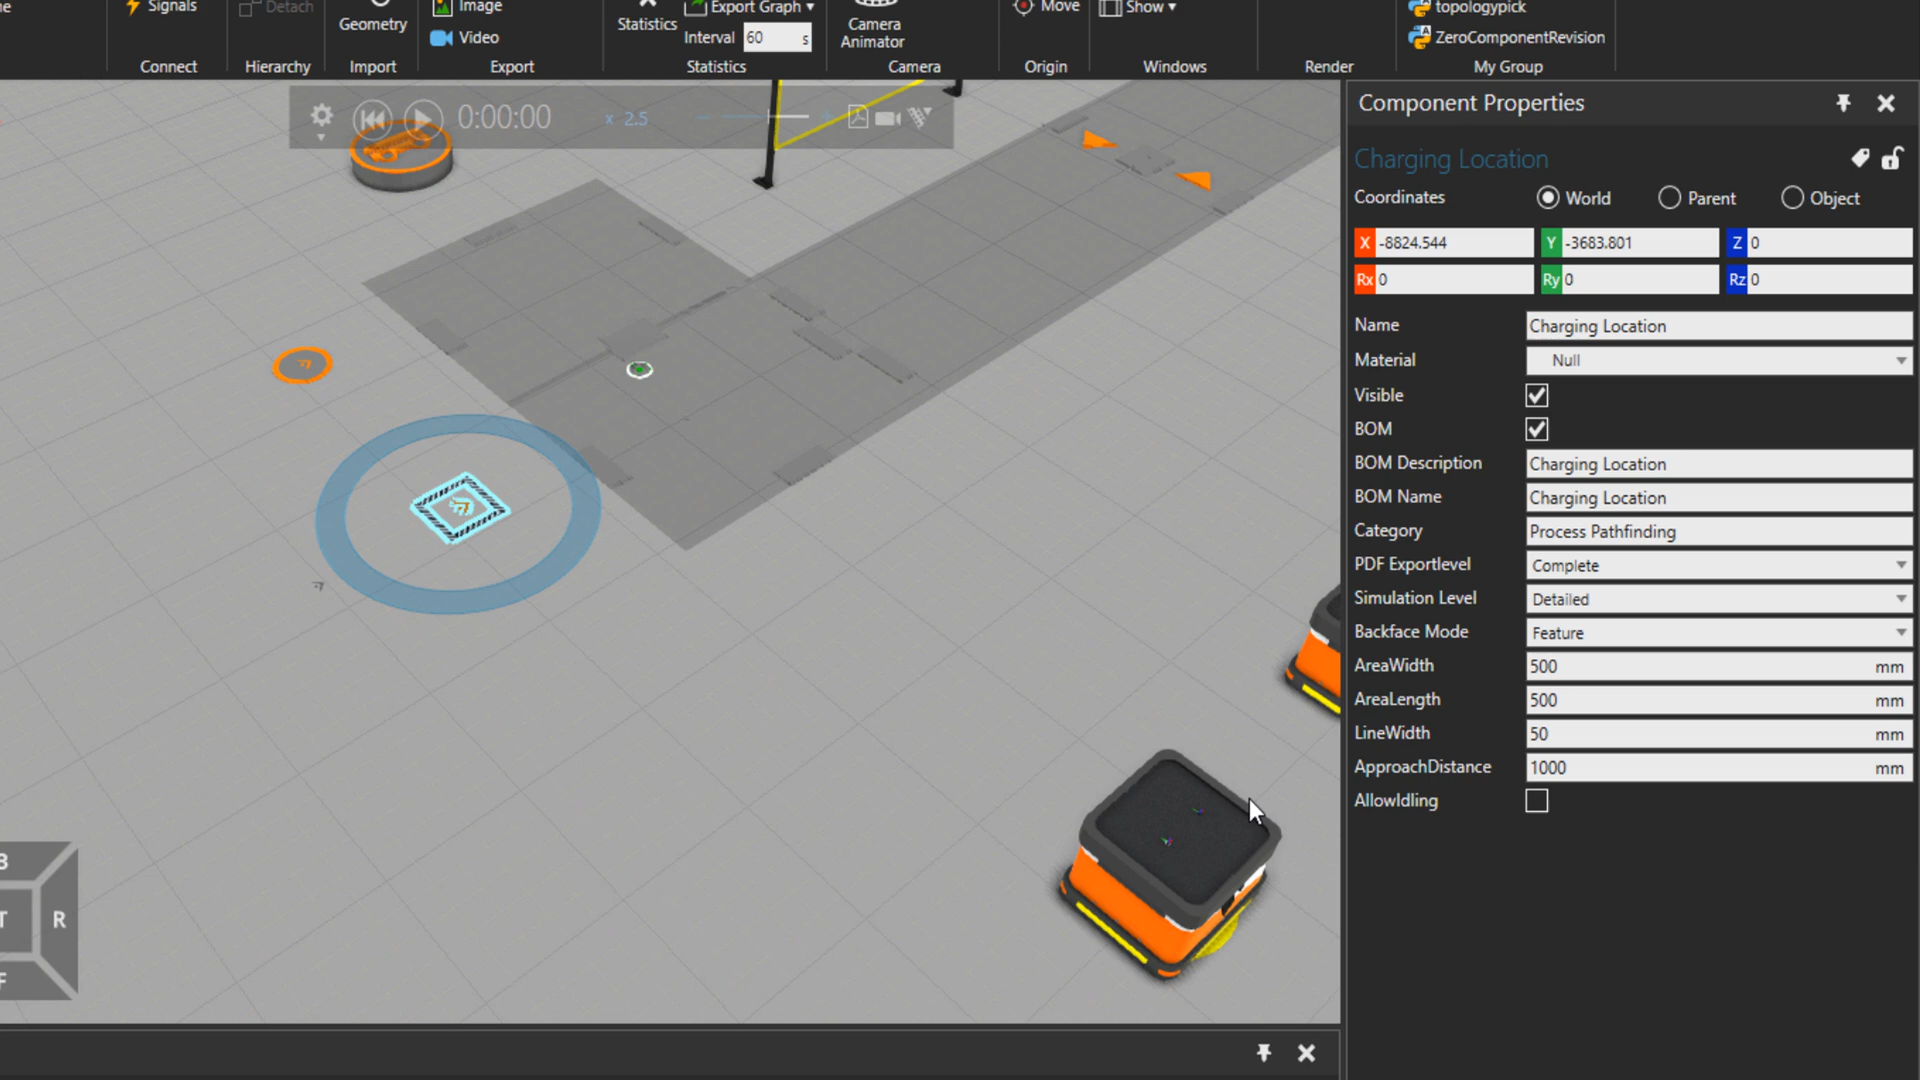 Signals
Detach
Geometry
Image
Video
Statistics
Export Graph
Interval 60 s
Camera
Animator
Move
Show
topologypick
ZeroComponentRevision
Connect
Hierarchy
Import
Export
Statistics
Camera
Origin
Windows
Render
My Group
0:00:00
x 2.5
Component Properties
Charging Location
Coordinates World Parent Object
X -8824.544 Y -3683.801 Z 0
Rx 0 Ry 0 Rz 0
Name Charging Location
Material Null
Visible
BOM
BOM Description Charging Location
BOM Name Charging Location
Category Process Pathfinding
PDF Exportlevel Complete
Simulation Level Detailed
Backface Mode Feature
AreaWidth 500 mm
AreaLength 500 mm
LineWidth 50 mm
ApproachDistance 1000 mm
AllowIdling
R